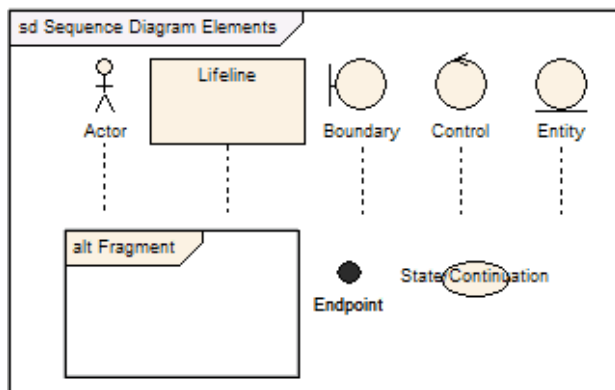 sd Sequence Diagram Elements
Lifeline
Actor
Boundary
Control
Entity
alt Fragment
State/Continuation
Endpoint